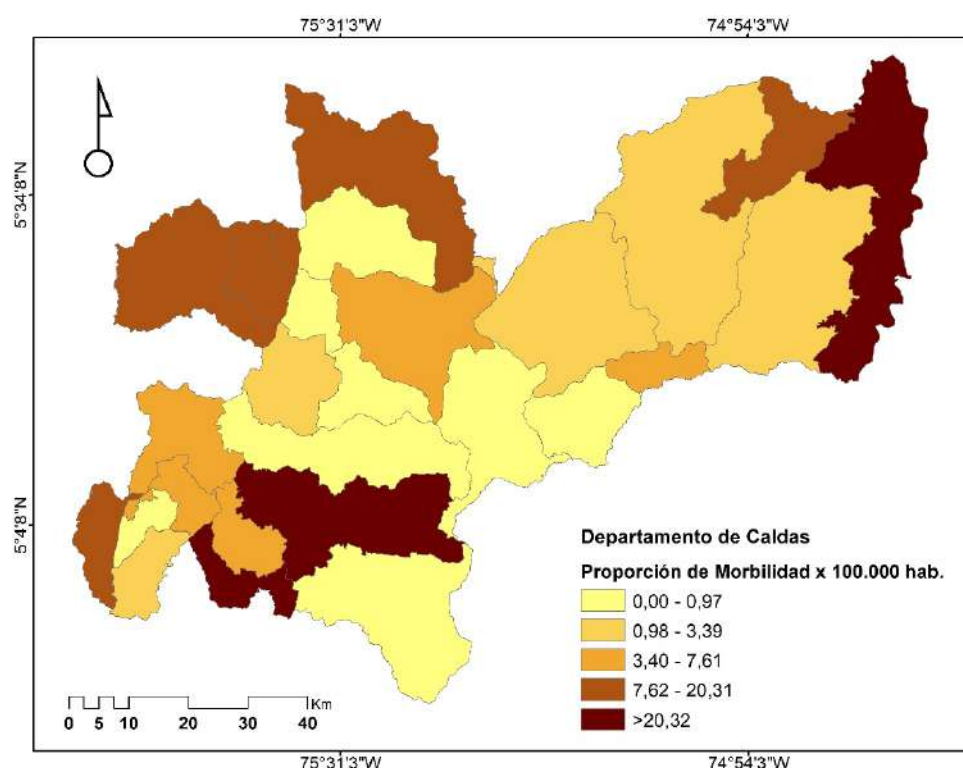 75°31'3"W 74°54'3"W
5°34'8"N
5°4'8"N
Departamento de Caldas
Proporción de Morbilidad x 100.000 hab.
0,00 - 0,97
0,98 - 3,39
3,40 - 7,61
7,62 - 20,31
>20,32
Km
0 5 10 20 30 40
75°31'3"W 74°54'3"W